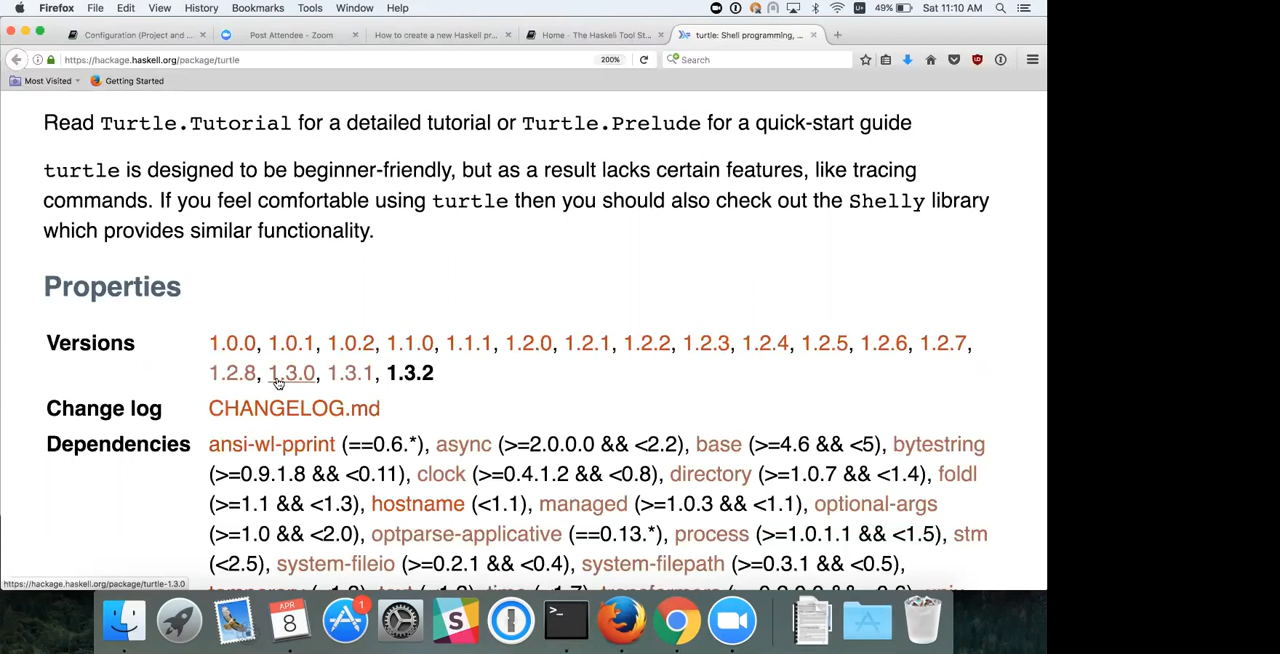 Firefox File Edit View History Bookmarks Tools Window Help 49% Sat 11:10 AM
Configuration (Project and ... Post Attendee - Zoom How to create a new Haskell pr... Home - The Haskell Tool St... turtle: Shell programming, ...
https://hackage.haskell.org/package/turtle 200% Search
Most Visited Getting Started
Read Turtle.Tutorial for a detailed tutorial or Turtle.Prelude for a quick-start guide
turtle is designed to be beginner-friendly, but as a result lacks certain features, like tracing
commands. If you feel comfortable using turtle then you should also check out the Shelly library
which provides similar functionality.
Properties
Versions 1.0.0, 1.0.1, 1.0.2, 1.1.0, 1.1.1, 1.2.0, 1.2.1, 1.2.2, 1.2.3, 1.2.4, 1.2.5, 1.2.6, 1.2.7,
1.2.8, 1.3.0, 1.3.1, 1.3.2
Change log CHANGELOG.md
Dependencies ansi-wl-pprint (==0.6.*), async (>=2.0.0.0 && <2.2), base (>=4.6 && <5), bytestring
(>=0.9.1.8 && <0.11), clock (>=0.4.1.2 && <0.8), directory (>=1.0.7 && <1.4), foldl
(>=1.1 && <1.3), hostname (<1.1), managed (>=1.0.3 && <1.1), optional-args
(>=1.0 && <2.0), optparse-applicative (==0.13.*), process (>=1.0.1.1 && <1.5), stm
(<2.5), system-fileio (>=0.2.1 && <0.4), system-filepath (>=0.3.1 && <0.5),
https://hackage.haskell.org/package/turtle-1.3.0
APR
8
1